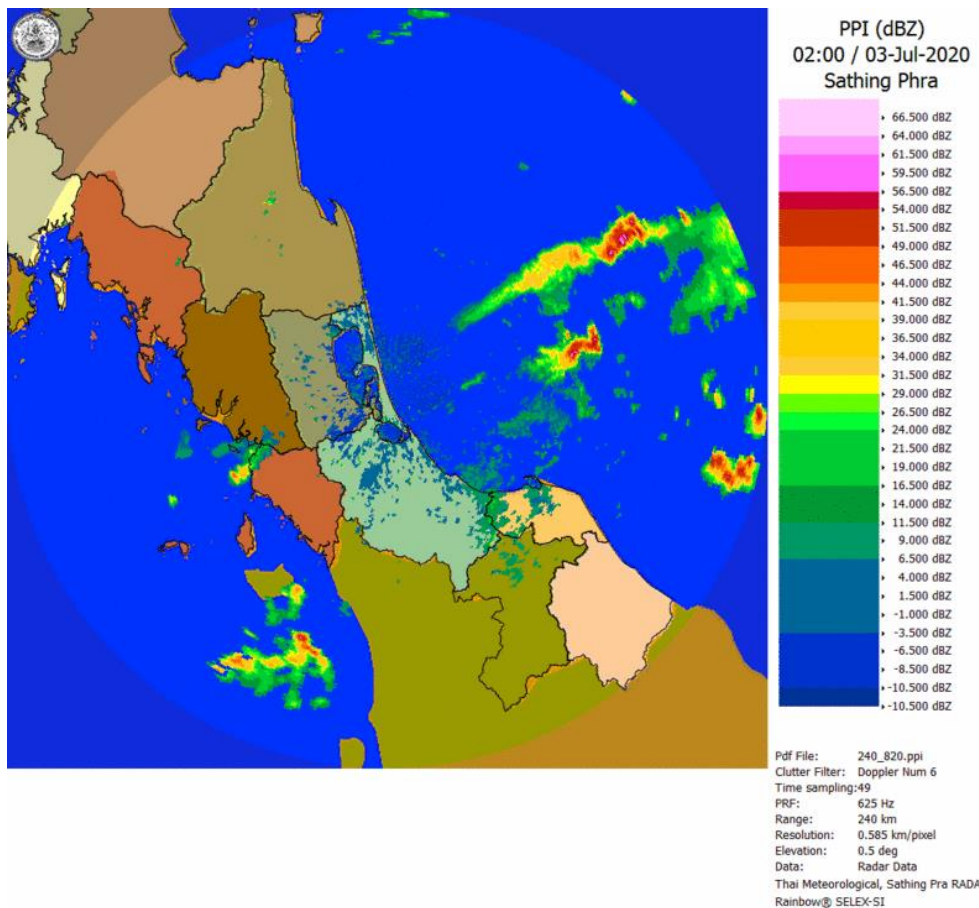 PPI (dBZ)
02:00 / 03-Jul-2020
Sathing Phra
66.500 dBZ
64.000 dBZ
61.500 dBZ
59.500 dBZ
56.500 dBZ
54.000 dBZ
51.500 dBZ
49.000 dBZ
46.500 dBZ
44.000 dBZ
41.500 dBZ
39.000 dBZ
36.500 dBZ
34.000 dBZ
31.500 dBZ
29.000 dBZ
26.500 dBZ
24.000 dBZ
21.500 dBZ
19.000 dBZ
16.500 dBZ
14.000 dBZ
11.500 dBZ
9.000 dBZ
6.500 dBZ
4.000 dBZ
1.500 dBZ
-1.000 dBZ
-3.500 dBZ
-6.500 dBZ
-8.500 dBZ
-10.500 dBZ
-10.500 dBZ
Pdf File: 240_820.ppi
Clutter Filter: Doppler Num 6
Time sampling:49
PRF: 625 Hz
Range: 240 km
Resolution: 0.585 km/pixel
Elevation: 0.5 deg
Data: Radar Data
Thai Meteorological, Sathing Pra RADA
Rainbow® SELEX-SI